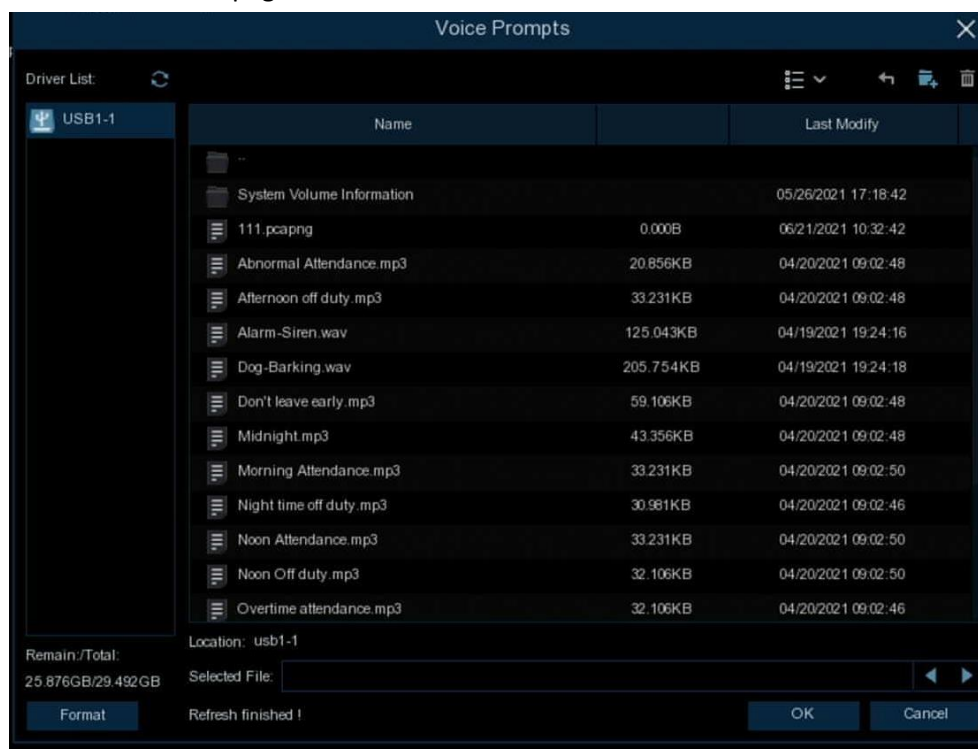 Voice Prompts
Driver List:
USB1-1
Name Last Modify
..
System Volume Information 05/26/2021 17:18:42
111.pcapng 0.000B 06/21/2021 10:32:42
Abnormal Attendance.mp3 20.856KB 04/20/2021 09:02:48
Afternoon off duty.mp3 33.231KB 04/20/2021 09:02:48
Alarm-Siren.wav 125.043KB 04/19/2021 19:24:16
Dog-Barking.wav 205.754KB 04/19/2021 19:24:18
Don't leave early.mp3 59.106KB 04/20/2021 09:02:48
Midnight.mp3 43.356KB 04/20/2021 09:02:48
Morning Attendance.mp3 33.231KB 04/20/2021 09:02:50
Night time off duty.mp3 30.981KB 04/20/2021 09:02:46
Noon Attendance.mp3 33.231KB 04/20/2021 09:02:50
Noon Off duty.mp3 32.106KB 04/20/2021 09:02:50
Overtime attendance.mp3 32.106KB 04/20/2021 09:02:46
Location: usb1-1
Remain:/Total:
25.876GB/29.492GB
Selected File:
Format
Refresh finished !
OK
Cancel